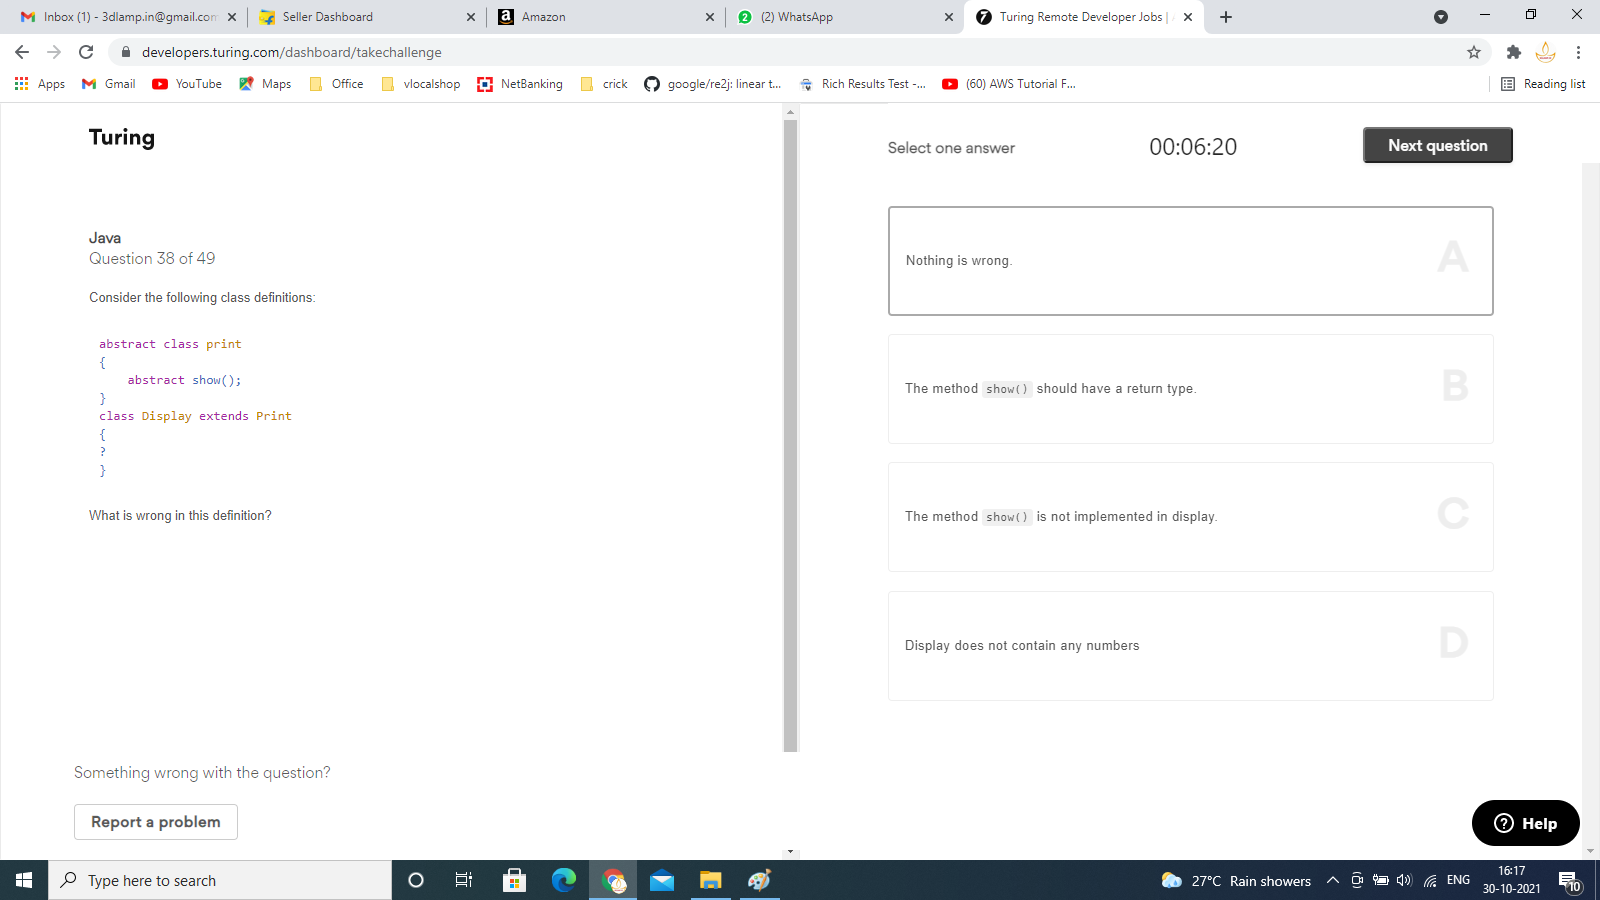 Inbox (1) - 3dlamp.in@gmail.com
Seller Dashboard
Amazon
(2) WhatsApp
Turing Remote Developer Jobs |
developers.turing.com/dashboard/takechallenge
Apps
Gmail
YouTube
Maps
Office
vlocalshop
NetBanking
crick
google/re2j: linear t...
Rich Results Test -...
(60) AWS Tutorial F...
Reading list
Turing
Java
Question 38 of 49
Consider the following class definitions:
abstract class print
{
abstract show();
}
class Display extends Print
{
?
}
What is wrong in this definition?
Something wrong with the question?
Report a problem
Select one answer
00:06:20
Next question
Nothing is wrong.
A
The method show() should have a return type.
B
The method show() is not implemented in display.
C
Display does not contain any numbers
D
Help
Type here to search
27°C Rain showers
ENG
16:17
30-10-2021
10